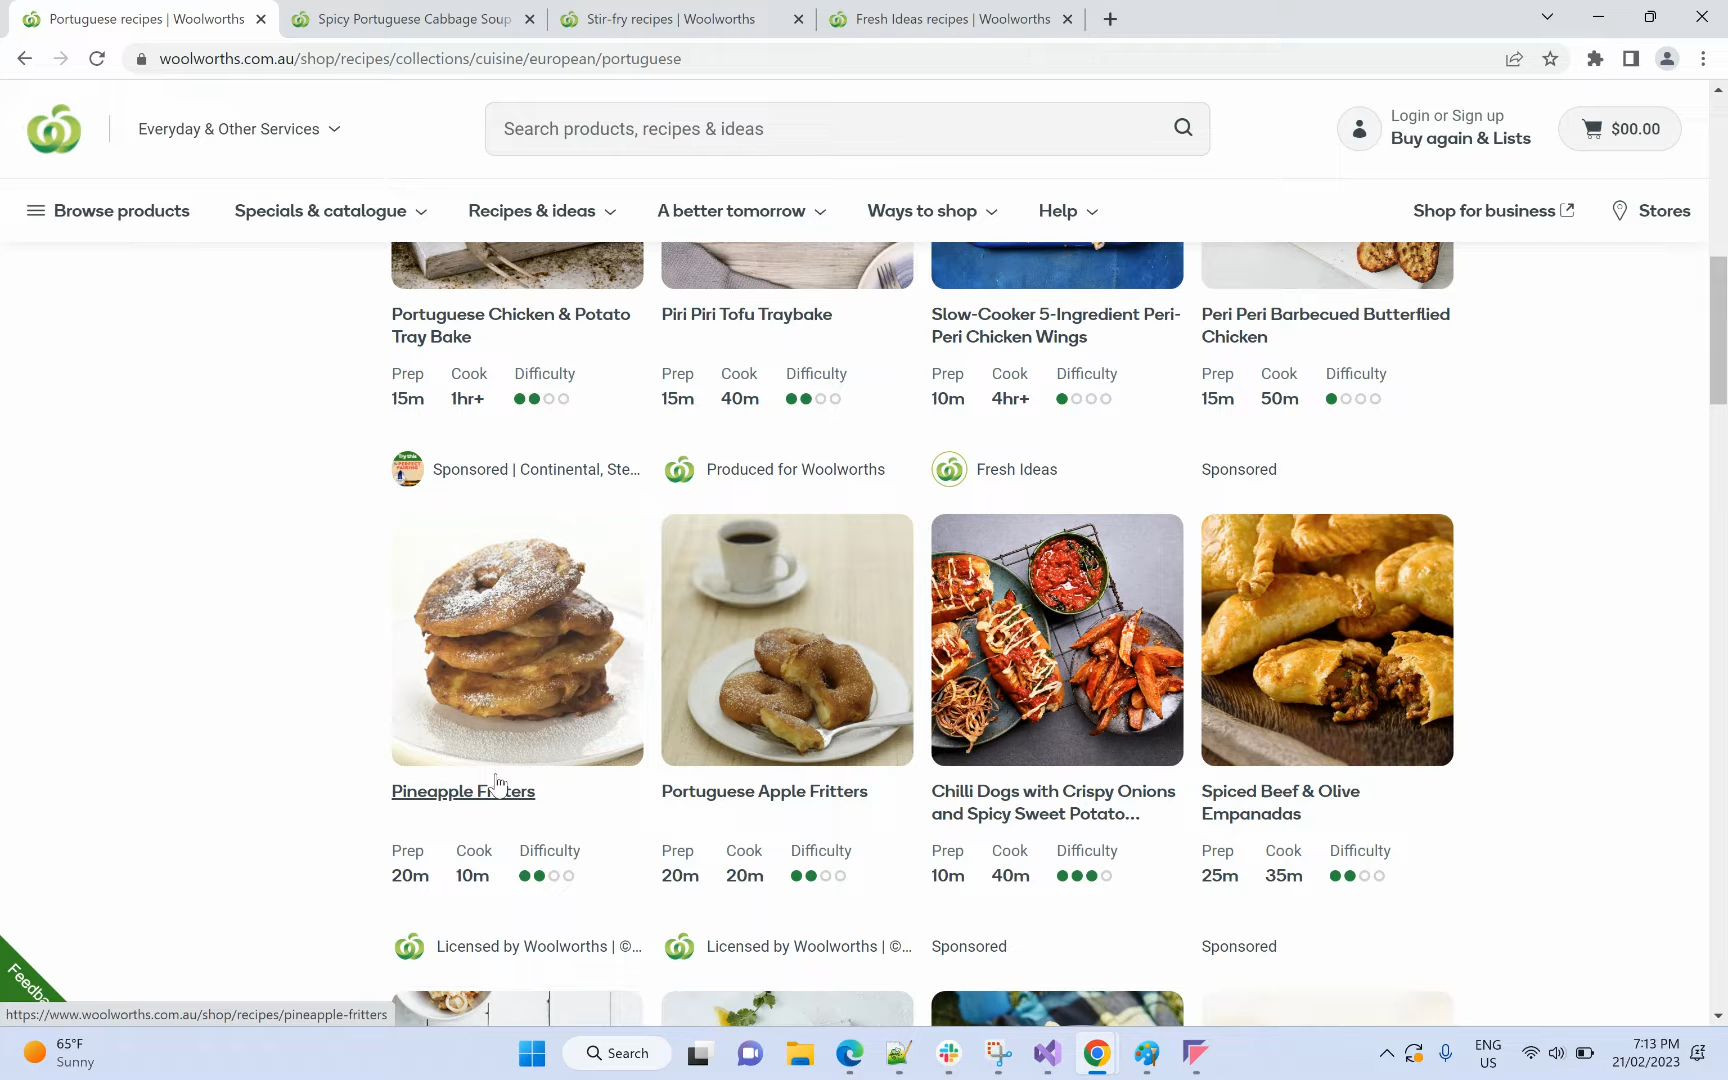 Portuguese recipes | Woolworths
Spicy Portuguese Cabbage Soup
Stir-fry recipes | Woolworths
Fresh Ideas recipes | Woolworths
woolworths.com.au/shop/recipes/collections/cuisine/european/portuguese
Everyday & Other Services
Search products, recipes & ideas
Login or Sign up
Buy again & Lists
$00.00
Browse products
Specials & catalogue
Recipes & ideas
A better tomorrow
Ways to shop
Help
Shop for business
Stores
Portuguese Chicken & Potato
Tray Bake
Prep Cook Difficulty
15m 1hr+
Sponsored | Continental, Ste...
Piri Piri Tofu Traybake
Prep Cook Difficulty
15m 40m
Produced for Woolworths
Slow-Cooker 5-Ingredient Peri-
Peri Chicken Wings
Prep Cook Difficulty
10m 4hr+
Fresh Ideas
Peri Peri Barbecued Butterflied
Chicken
Prep Cook Difficulty
15m 50m
Sponsored
Pineapple Fritters
Prep Cook Difficulty
20m 10m
Licensed by Woolworths | ©...
Portuguese Apple Fritters
Prep Cook Difficulty
20m 20m
Licensed by Woolworths | ©...
Chilli Dogs with Crispy Onions
and Spicy Sweet Potato...
Prep Cook Difficulty
10m 40m
Sponsored
Spiced Beef & Olive
Empanadas
Prep Cook Difficulty
25m 35m
Sponsored
Feedba
https://www.woolworths.com.au/shop/recipes/pineapple-fritters
65°F
Sunny
Search
ENG
US
7:13 PM
21/02/2023